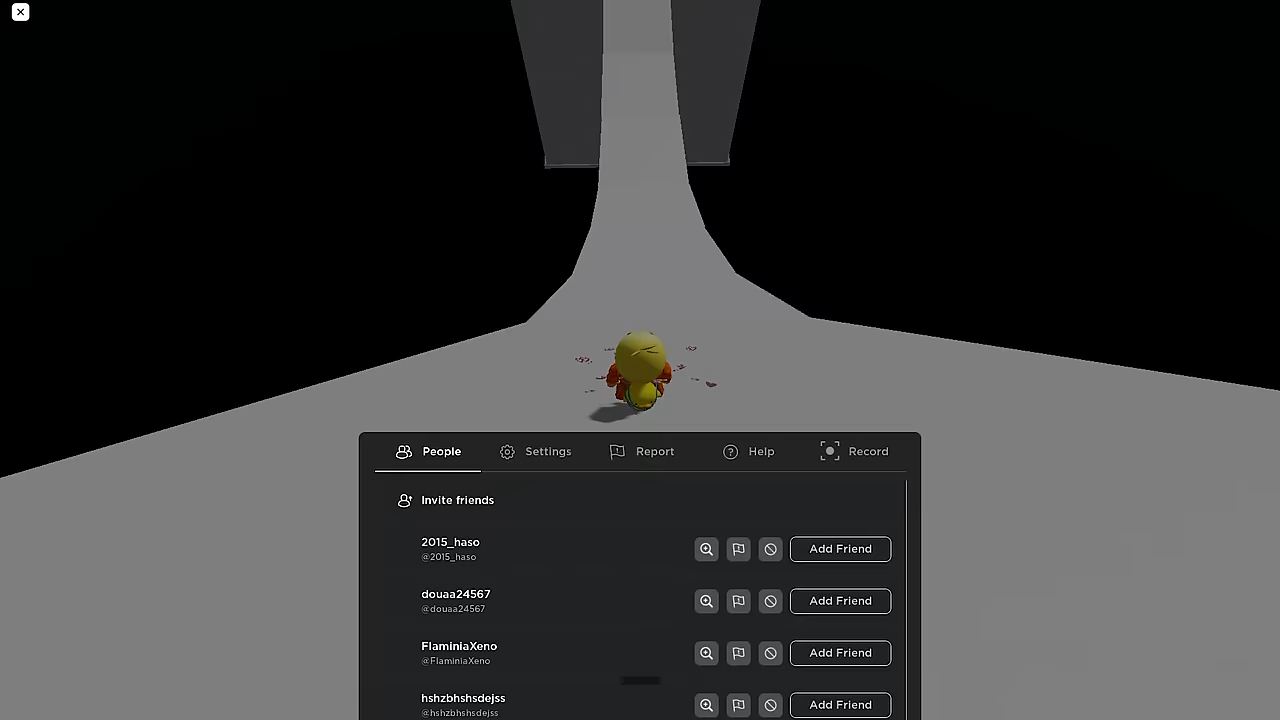 People
Settings
Report
Help
Record
Invite friends
2015_haso
@2015_haso
Add Friend
douaa24567
@douaa24567
Add Friend
FlaminiaXeno
@FlaminiaXeno
Add Friend
hshzbhshsdejss
@hshzbhshsdejss
Add Friend